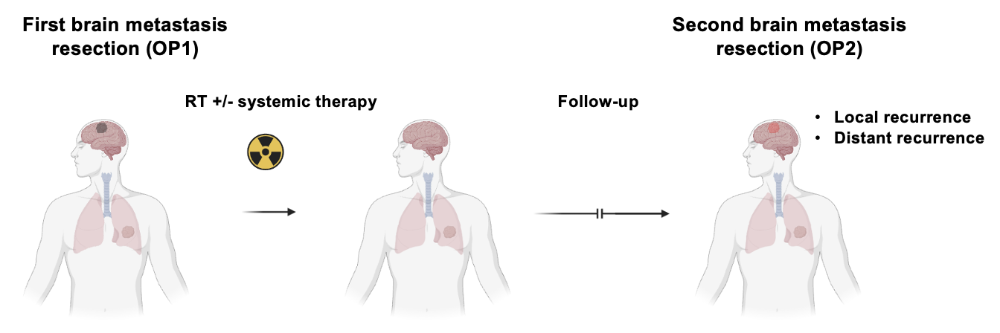 First brain metastasis
resection (OP1)
Second brain metastasis
resection (OP2)
RT +/- systemic therapy
Follow-up
• Local recurrence
• Distant recurrence